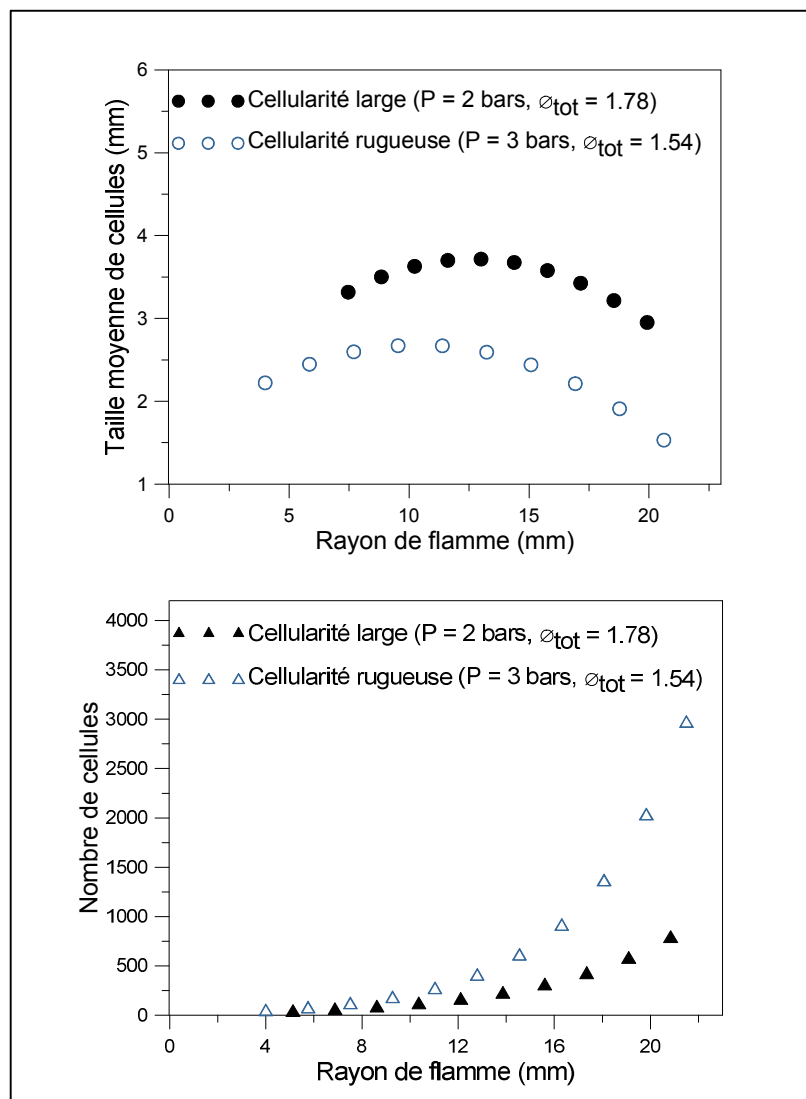 6
5
4
3
2
1
Taille moyenne de cellules (mm)
Cellularité large (P = 2 bars, ∅tot = 1.78)
Cellularité rugueuse (P = 3 bars, ∅tot = 1.54)
0 5 10 15 20
Rayon de flamme (mm)
4000
3500
3000
2500
2000
1500
1000
500
0
Nombre de cellules
Cellularité large (P = 2 bars, ∅tot = 1.78)
Cellularité rugueuse (P = 3 bars, ∅tot = 1.54)
0 4 8 12 16 20
Rayon de flamme (mm)